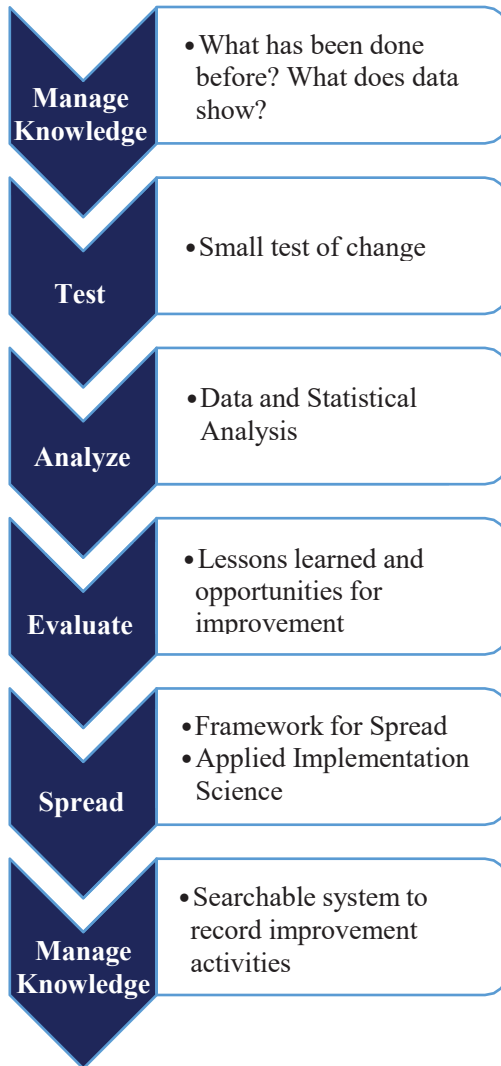 Manage
Knowledge
• What has been done
before? What does data
show?
Test
• Small test of change
Analyze
• Data and Statistical
Analysis
Evaluate
• Lessons learned and
opportunities for
improvement
Spread
• Framework for Spread
• Applied Implementation
Science
Manage
Knowledge
• Searchable system to
record improvement
activities